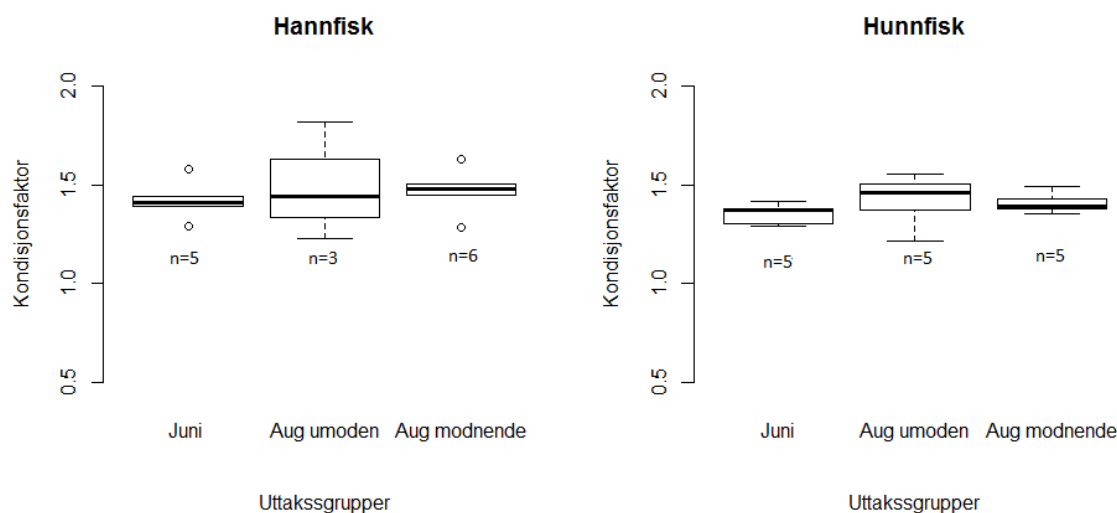 Hannfisk
Kondisjonsfaktor
2.0
1.5
1.0
0.5
n=5
n=3
n=6
Juni
Aug umoden
Aug modnende
Uttakssgrupper
Hunnfisk
Kondisjonsfaktor
2.0
1.5
1.0
0.5
n=5
n=5
n=5
Juni
Aug umoden
Aug modnende
Uttakssgrupper